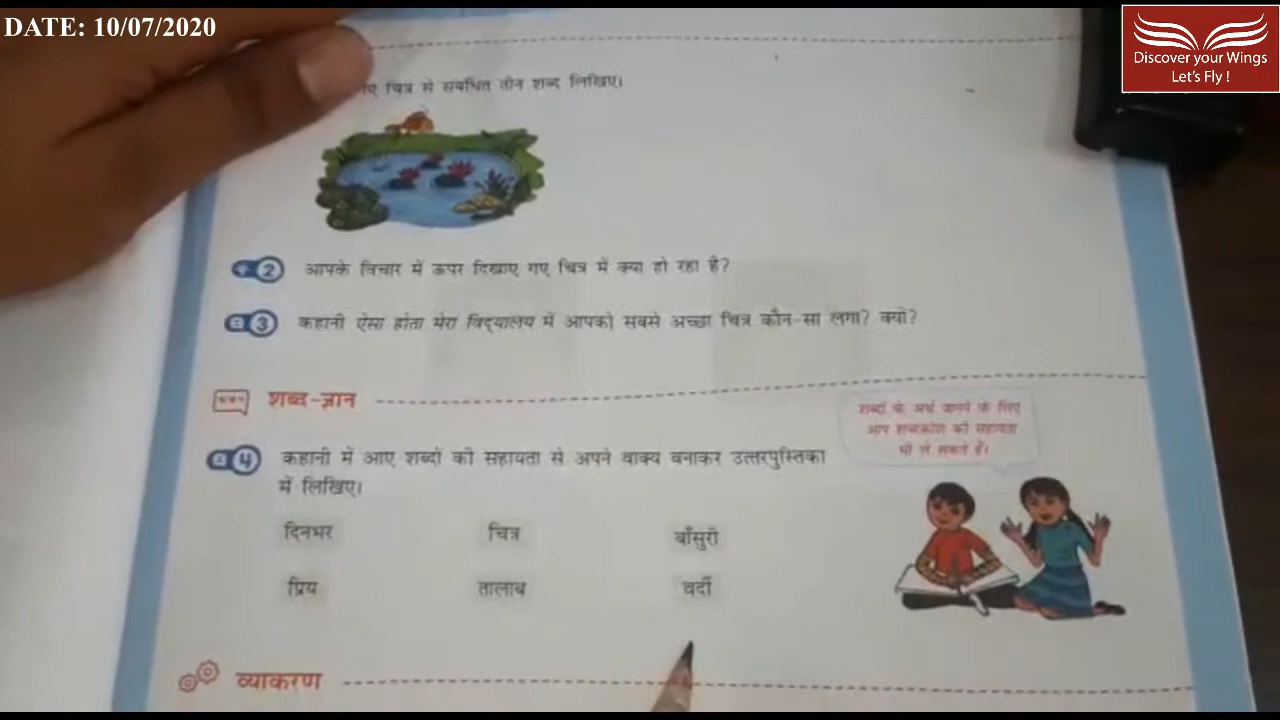 DATE: 10/07/2020
Discover your Wings
Let's Fly !
चित्र से संबंधित तीन शब्द लिखिए।
2 आपके विचार में ऊपर दिखाए गए चित्र में क्या हो रहा है?
3 कहानी ऐसा होता मेरा विद्यालय में आपको सबसे अच्छा चित्र कौन-सा लगा? क्यों?
शब्द-ज्ञान
शब्दों के अर्थ जानने के लिए
आप शब्दकोश की सहायता
भी ले सकते हैं।
4 कहानी में आए शब्दों की सहायता से अपने वाक्य बनाकर उत्तरपुस्तिका
में लिखिए।
दिनभर चित्र बाँसुरी
प्रिय तालाब वर्दी
व्याकरण